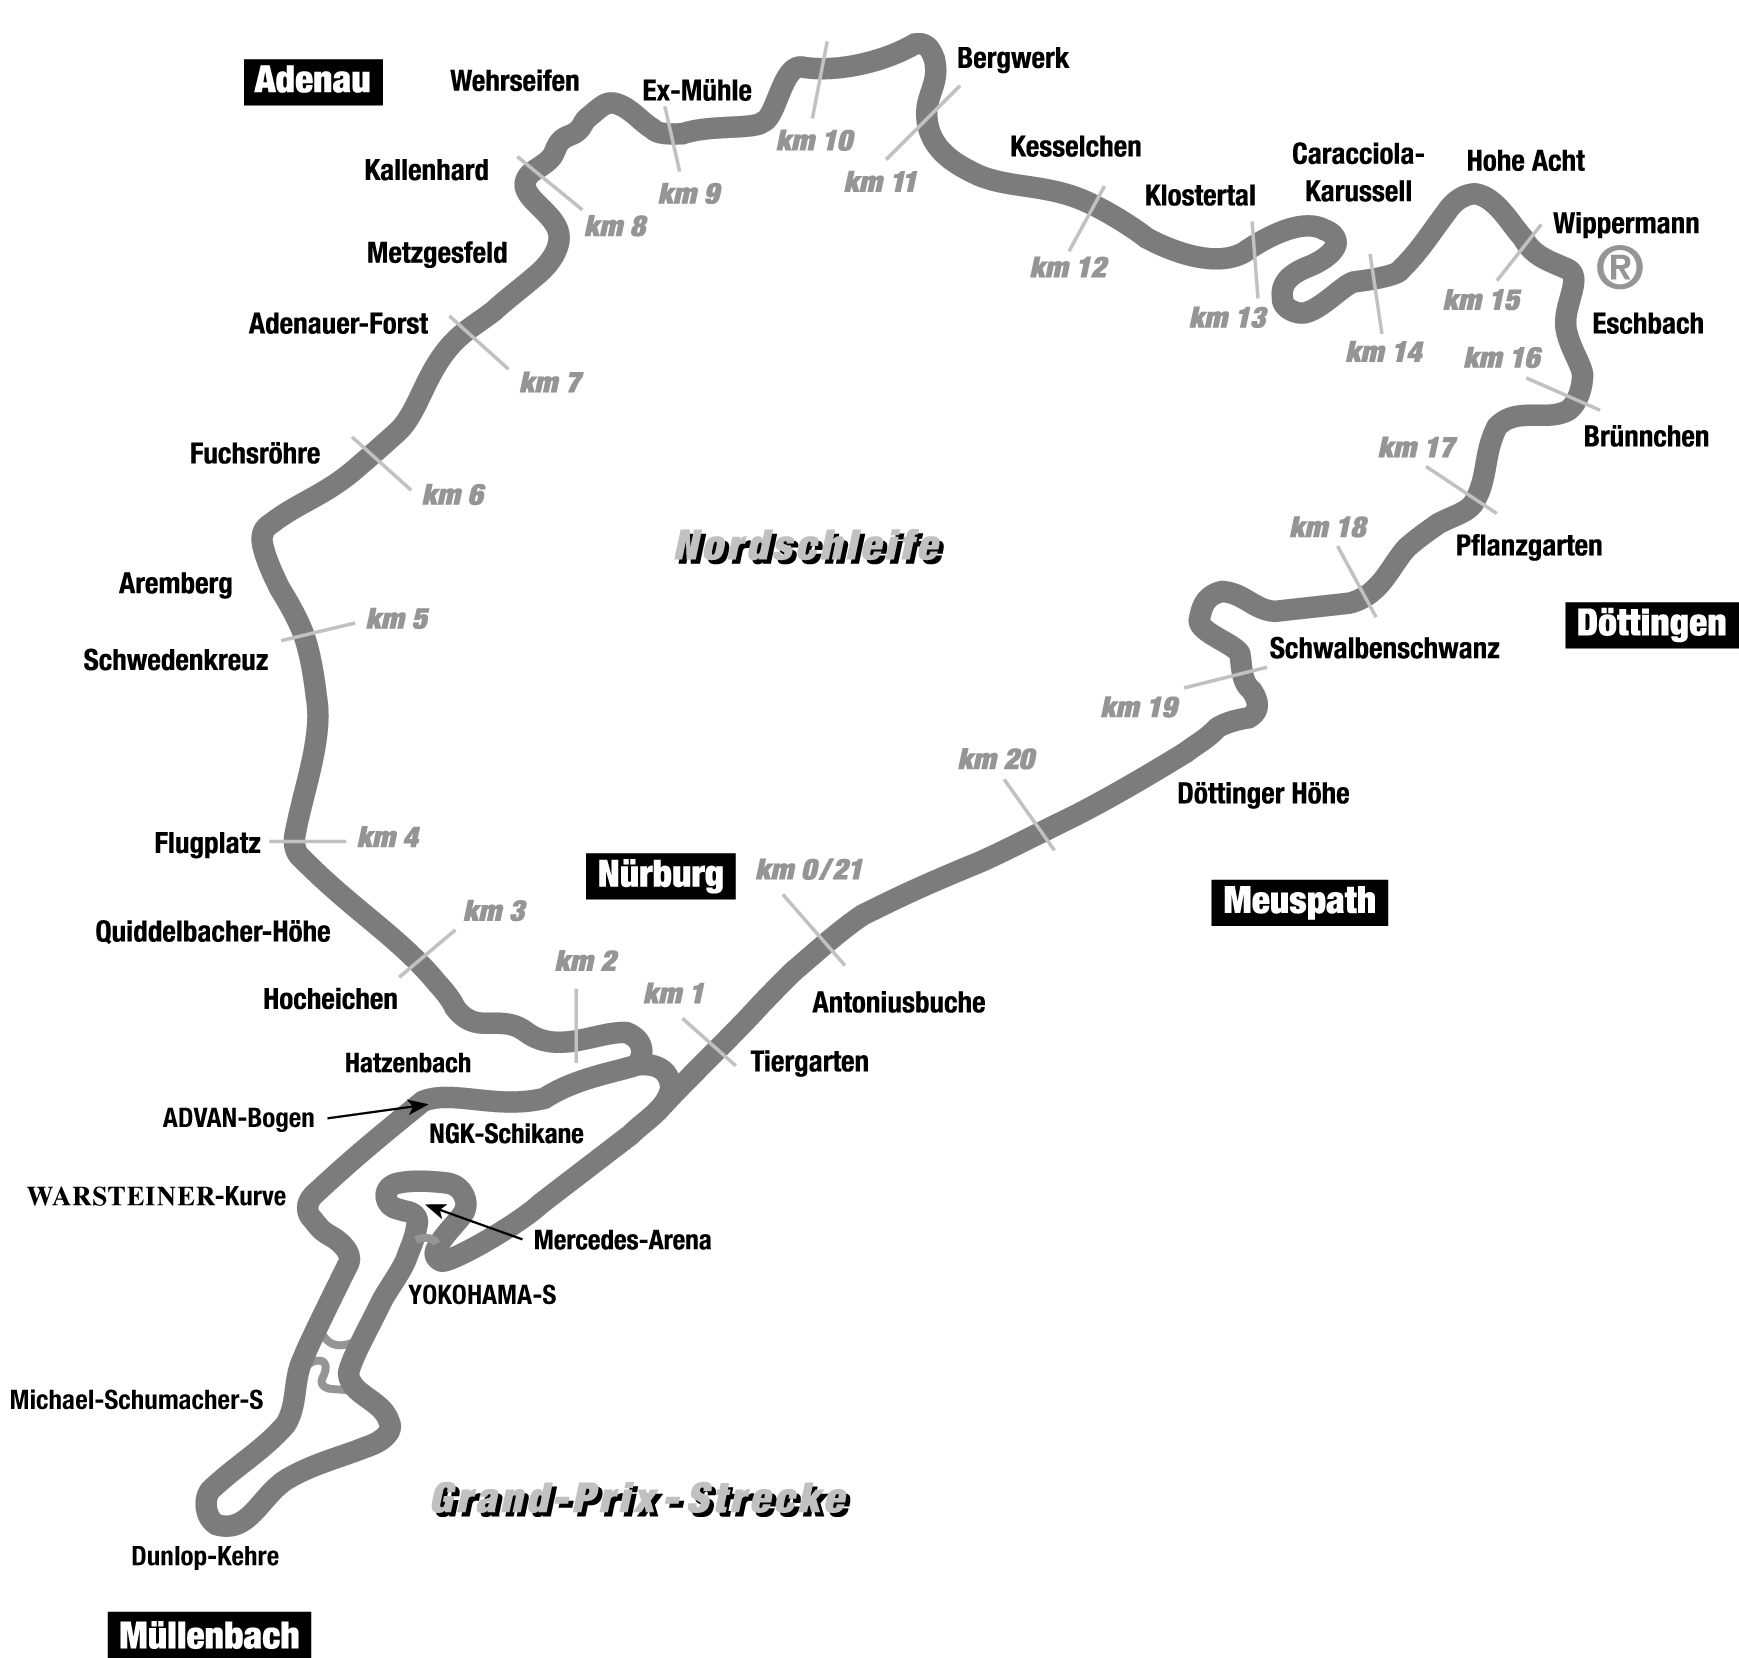 Bergwerk
Adenau
Wehrseifen
Ex-Mühle
km 10
Kesselchen
Caracciola-
Karussell
Hohe Acht
Kallenhard
km 9
km 11
Klostertal
Wippermann
®
km 8
Metzgesfeld
km 12
km 15
km 13
Adenauer-Forst
Eschbach
km 14
km 16
km 7
Brünnchen
Fuchsröhre
km 17
km 6
km 18
Nordschleife
Pflanzgarten
Aremberg
km 5
Döttingen
Schwedenkreuz
Schwalbenschwanz
km 19
km 20
Döttinger Höhe
Flugplatz
km 4
Nürburg
km 0/21
Meuspath
km 3
Quiddelbacher-Höhe
km 2
Hocheichen
km 1
Antoniusbuche
Hatzenbach
Tiergarten
ADVAN-Bogen
NGK-Schikane
WARSTEINER-Kurve
Mercedes-Arena
YOKOHAMA-S
Michael-Schumacher-S
Grand-Prix-Strecke
Dunlop-Kehre
Müllenbach